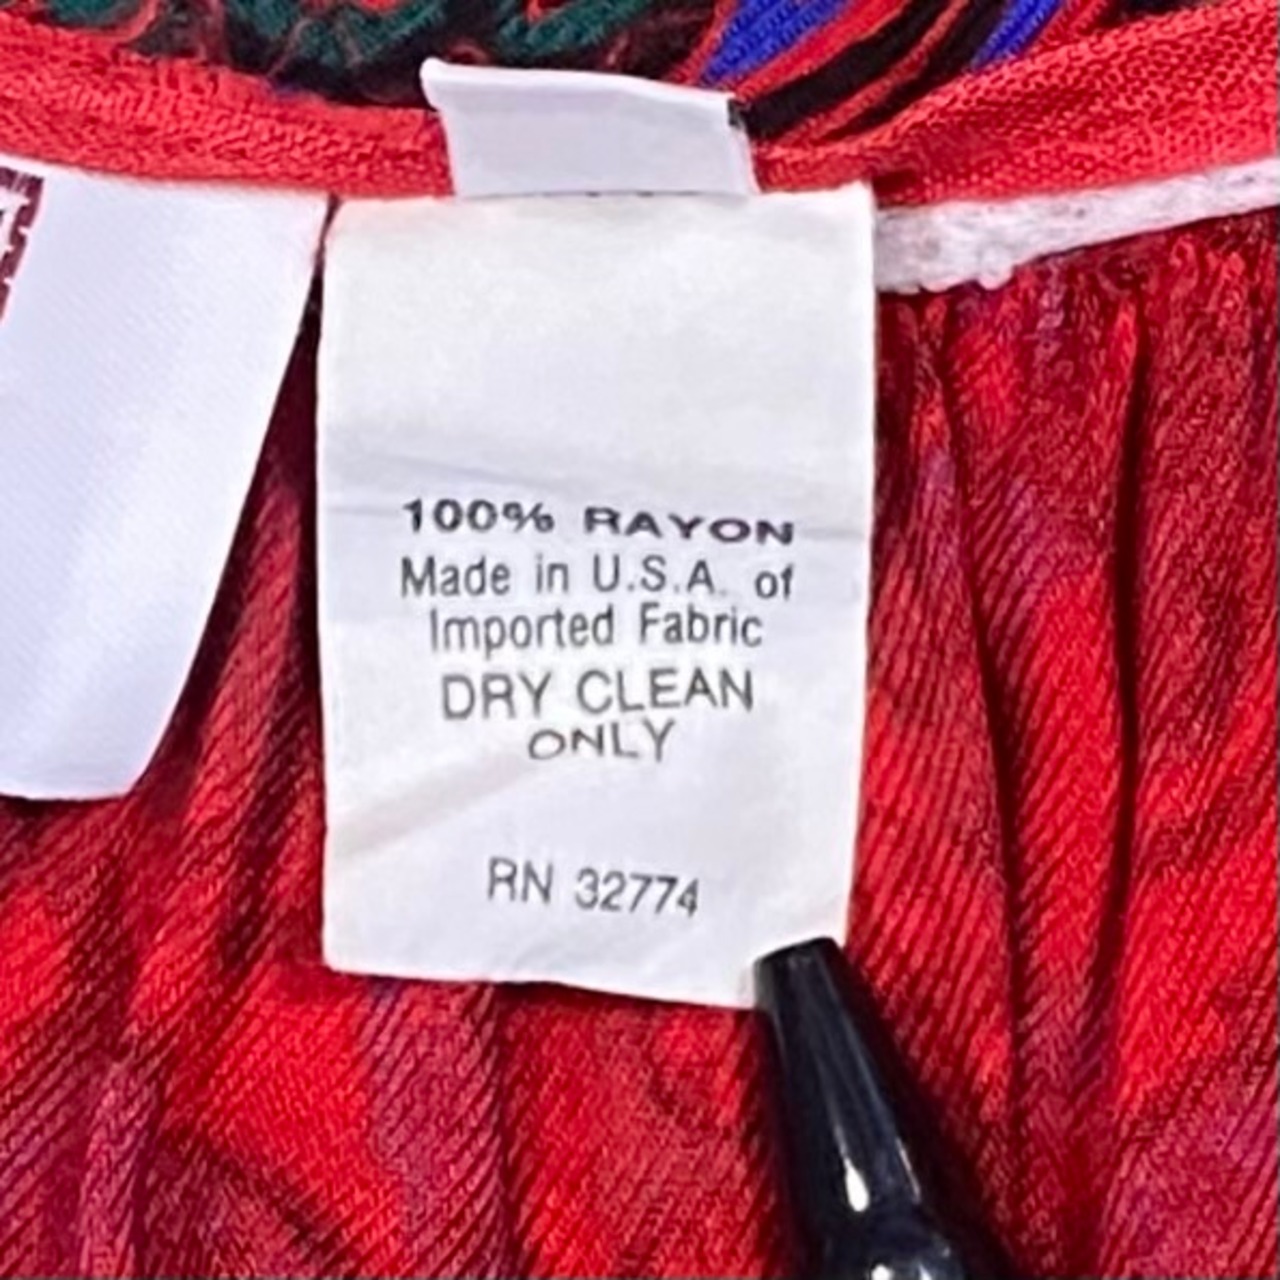 100% RAYON
Made in U.S.A. of
Imported Fabric
DRY CLEAN
ONLY
RN 32774